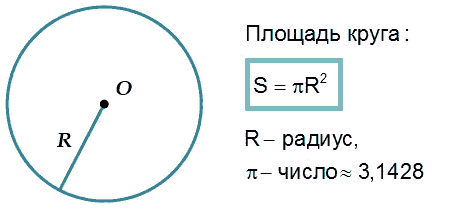 O
R
Площадь круга:
S = πR²
R – радиус,
π – число ≈ 3,1428